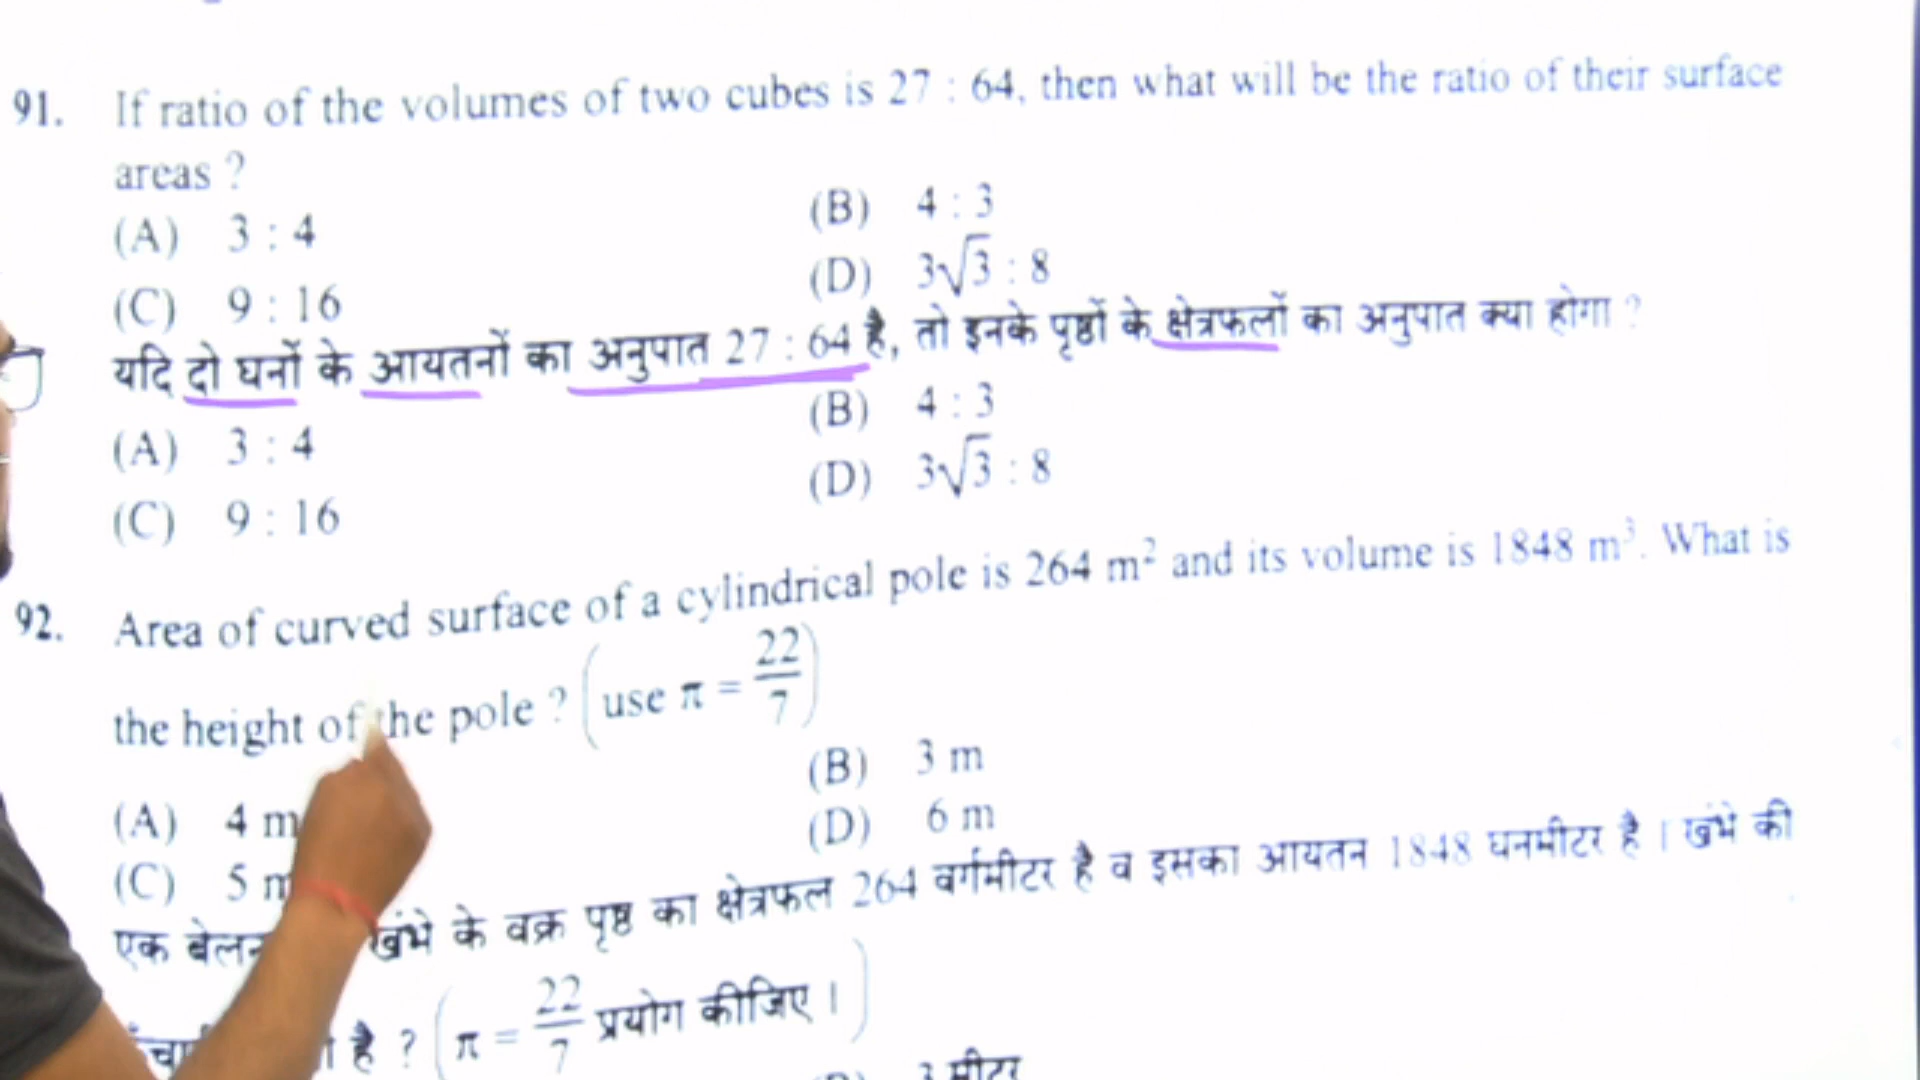 91. If ratio of the volumes of two cubes is 27 : 64, then what will be the ratio of their surface
areas ?
(A) 3 : 4 (B) 4 : 3
(C) 9 : 16 (D) 3√3 : 8
यदि दो घनों के आयतनों का अनुपात 27 : 64 है, तो इनके पृष्ठों के क्षेत्रफलों का अनुपात क्या होगा ?
(A) 3 : 4 (B) 4 : 3
(C) 9 : 16 (D) 3√3 : 8
92. Area of curved surface of a cylindrical pole is 264 m² and its volume is 1848 m³. What is
the height of the pole ? (use π = 22/7)
(A) 4 m (B) 3 m
(C) 5 m (D) 6 m
एक खंभे के वक्र पृष्ठ का क्षेत्रफल 264 वर्गमीटर है व इसका आयतन 1848 घनमीटर है । खंभे की
है ? (π = 22/7 प्रयोग कीजिए ।)
3 मीटर